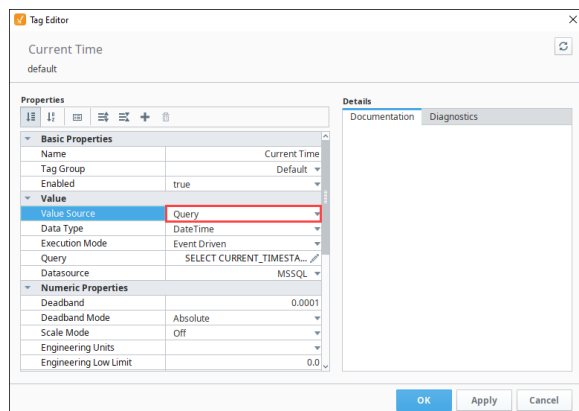 Tag Editor
Current Time
default
Properties
Basic Properties
Name Current Time
Tag Group Default
Enabled true
Value
Value Source Query
Data Type DateTime
Execution Mode Event Driven
Query SELECT CURRENT_TIMESTA...
Datasource MSSQL
Numeric Properties
Deadband 0.0001
Deadband Mode Absolute
Scale Mode Off
Engineering Units
Engineering Low Limit 0.0
Details
Documentation Diagnostics
OK Apply Cancel